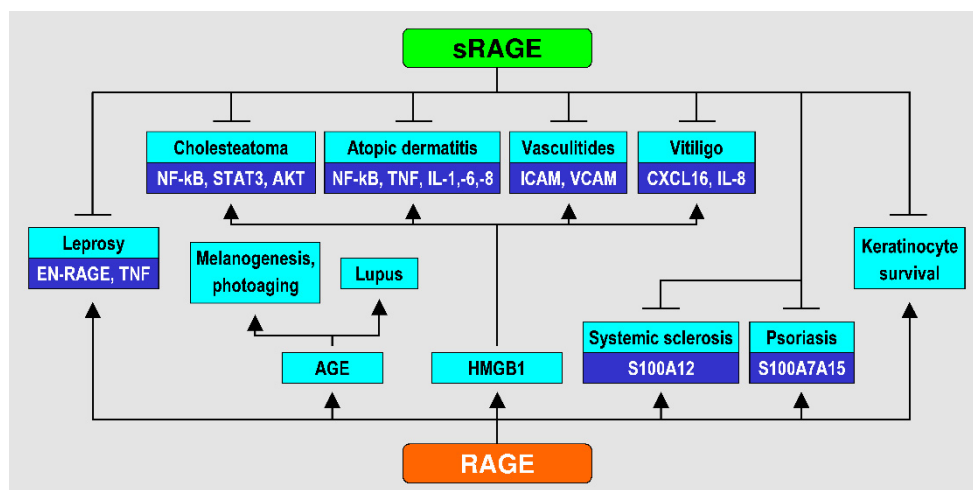 sRAGE
Cholesteatoma
NF-kB, STAT3, AKT
Atopic dermatitis
NF-kB, TNF, IL-1,-6,-8
Vasculitides
ICAM, VCAM
Vitiligo
CXCL16, IL-8
Leprosy
EN-RAGE, TNF
Melanogenesis,
photoaging
Lupus
Keratinocyte
survival
AGE
HMGB1
Systemic sclerosis
S100A12
Psoriasis
S100A7A15
RAGE